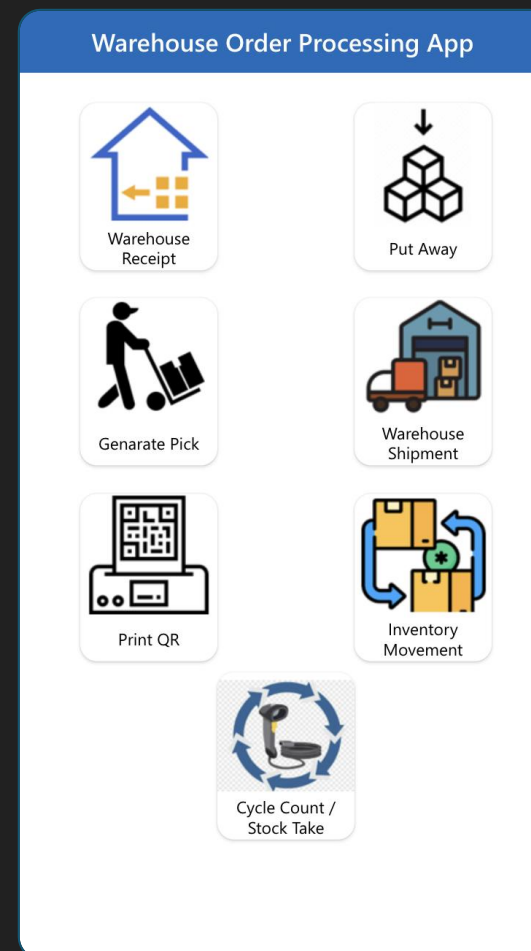 Warehouse Order Processing App
Warehouse
Receipt
Put Away
Genarate Pick
Warehouse
Shipment
Print QR
Inventory
Movement
Cycle Count /
Stock Take